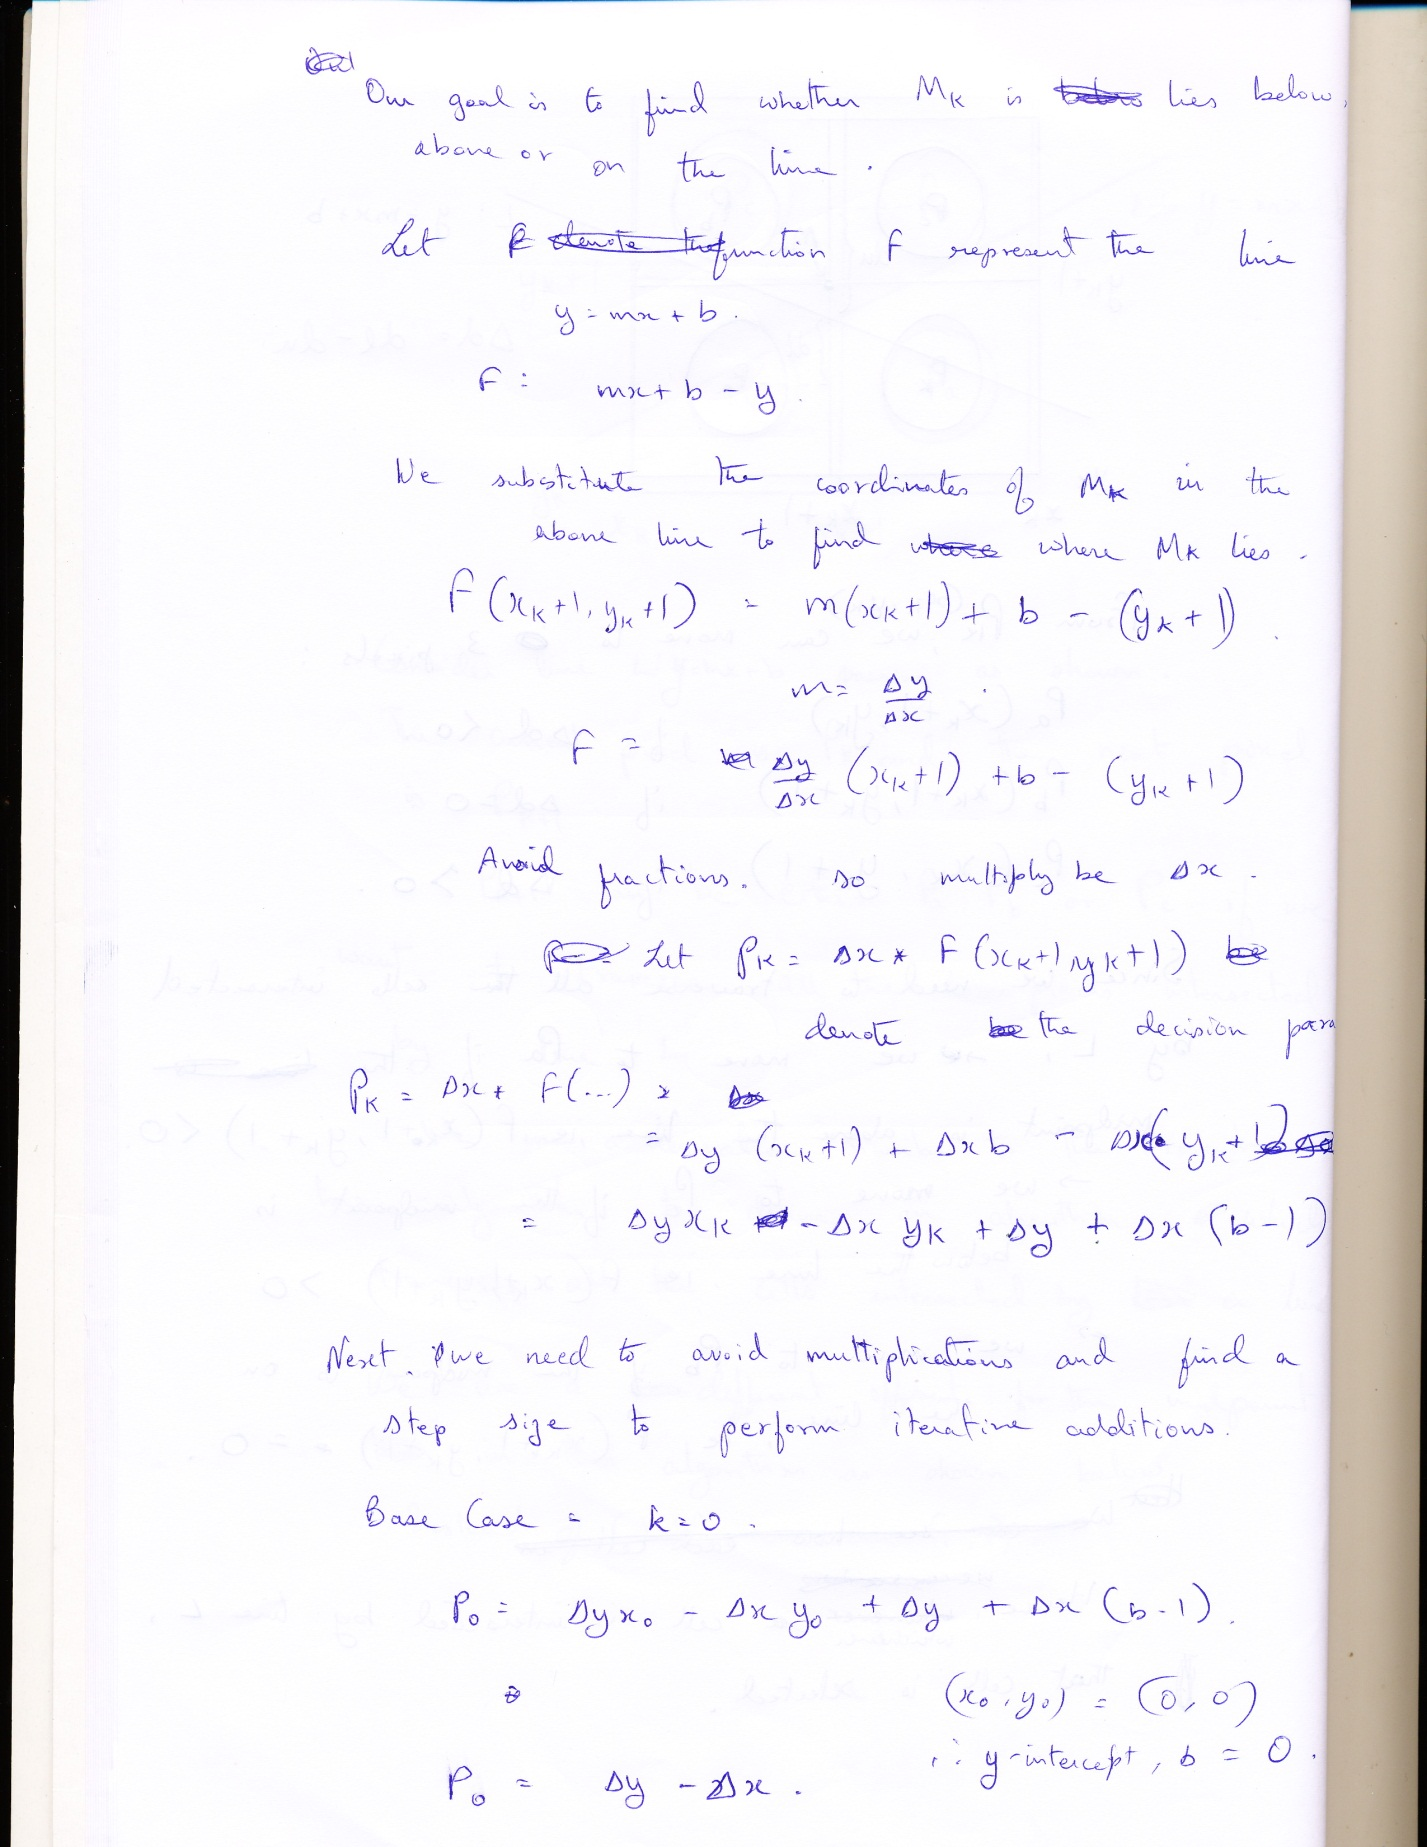 Our goal is to find whether MK is lies below,
above or on the line.
Let function F represent the line
y = mx + b.
F: mx + b - y.
We substitute the coordinates of MK in the
above line to find where MK lies.
F(xK+1, yK+1) = m(xK+1) + b - (yK+1).
m = Δy/Δx.
F = Δy/Δx (xK+1) + b - (yK+1)
Avoid fractions. so multiply be Δx.
Let PK = Δx * F(xK+1, yK+1)
denote the decision para
PK = Δx * F(...)
= Δy (xK+1) + Δxb - Δx(yK+1)
= Δy xK - Δx yK + Δy + Δx (b-1)
Next, we need to avoid multiplications and find a
step size to perform iterative additions.
Base Case = k=0.
P0 = Δyx0 - Δx y0 + Δy + Δx (b-1).
(x0, y0) = (0,0)
∴ y-intercept, b = 0.
P0 = Δy - Δx.